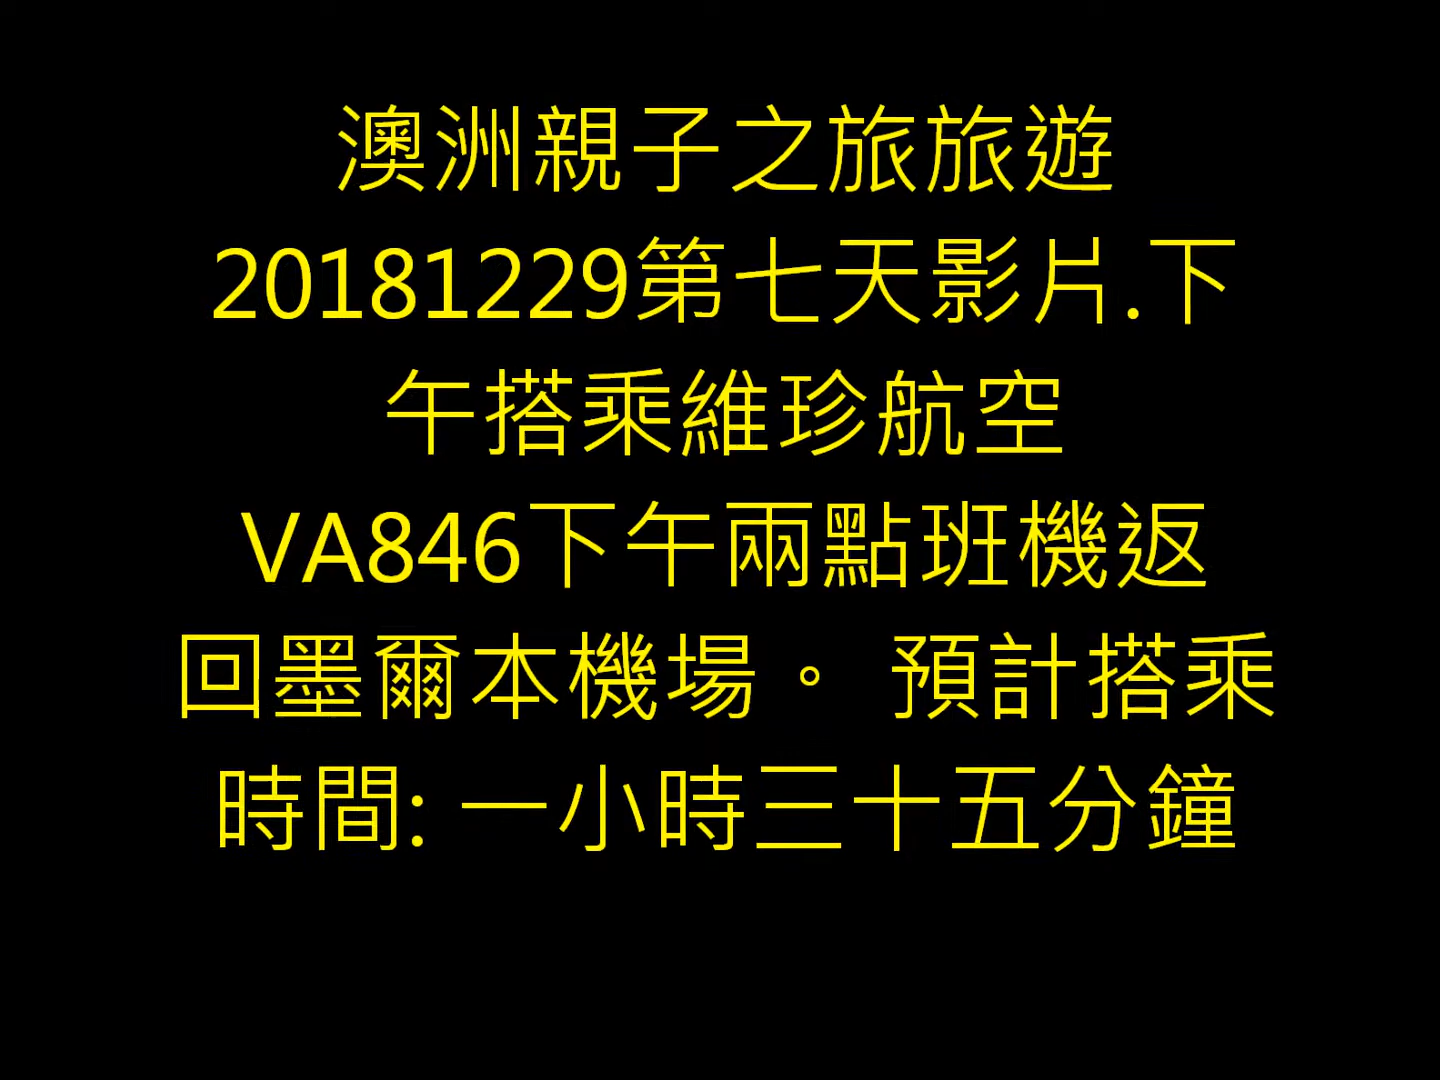 澳洲親子之旅旅遊
20181229第七天影片.下
午搭乘維珍航空
VA846下午兩點班機返
回墨爾本機場。 預計搭乘
時間: 一小時三十五分鐘